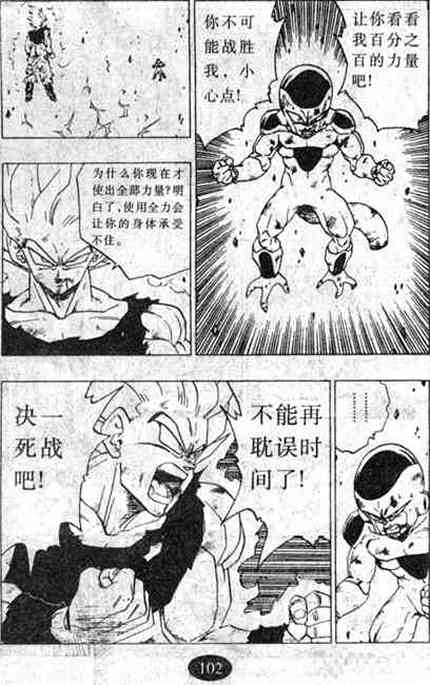 让你看看
我百分之
百的力量
吧!
你不可
能战胜
我，小
心点!
为什么你现在才
使出全部力量?明
白了,使用全力会
让你的身体承受
不住。
……
不能再
耽误时
间了!
决一
死战
吧!
102